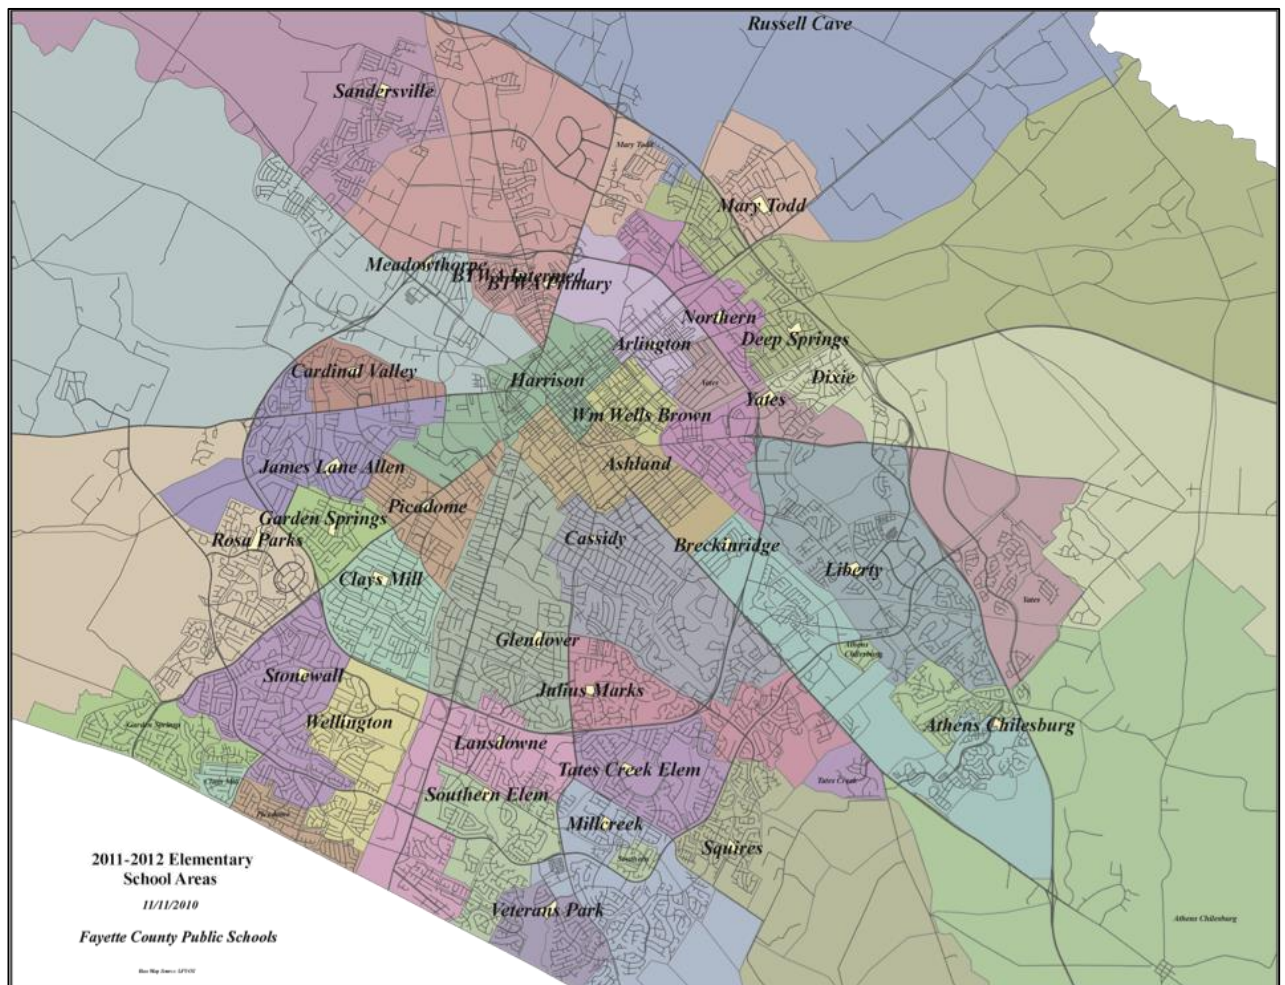 Russell Cave
Sandersville
Mary Todd
Mary Todd
Meadowthorpe
BTWA Intermed
BTWA Primary
Northern
Arlington
Deep Springs
Cardinal Valley
Harrison
Yates
Dixie
Yates
Wm Wells Brown
James Lane Allen
Ashland
Picadome
Garden Springs
Rosa Parks
Cassidy
Breckinridge
Clays Mill
Liberty
Yates
Glendover
Athens
Chilesburg
Stonewall
Julius Marks
Wellington
Garden Springs
Athens Chilesburg
Lansdowne
Tates Creek Elem
Tates Creek
Clays Mill
Southern Elem
Picadome
Millcreek
Squires
Southern
2011-2012 Elementary
School Areas
11/11/2010
Veterans Park
Athens Chilesburg
Fayette County Public Schools